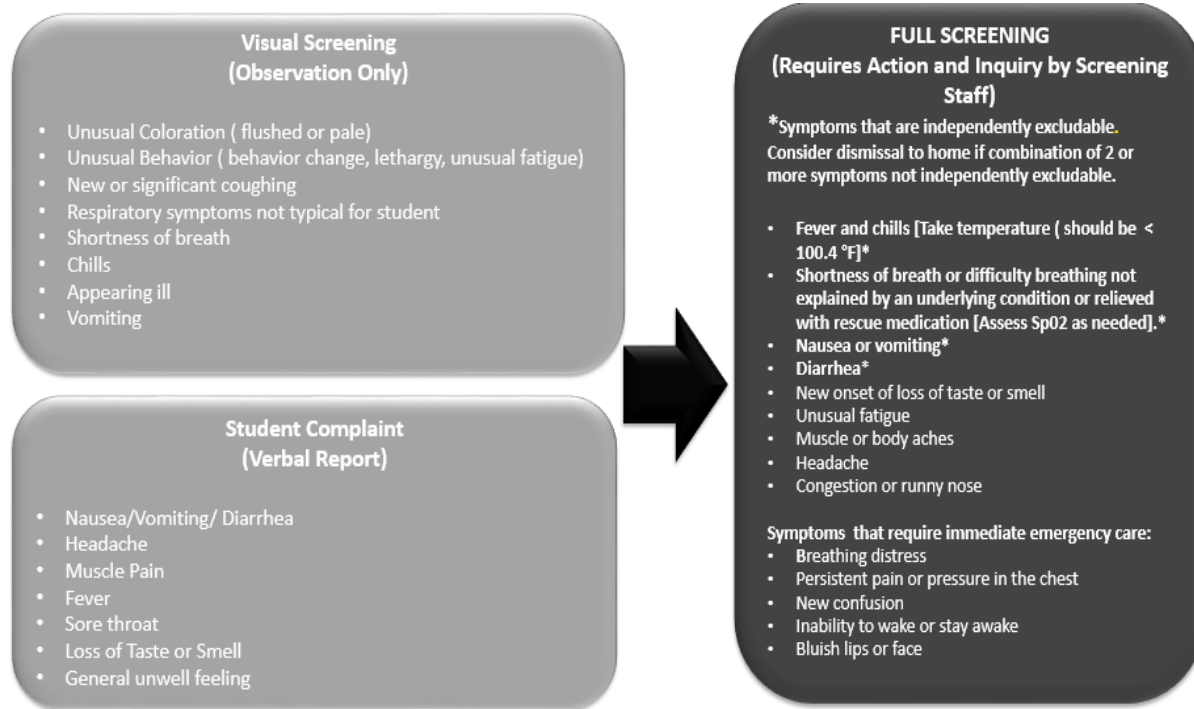 Visual Screening
(Observation Only)
• Unusual Coloration ( flushed or pale)
• Unusual Behavior ( behavior change, lethargy, unusual fatigue)
• New or significant coughing
• Respiratory symptoms not typical for student
• Shortness of breath
• Chills
• Appearing ill
• Vomiting
Student Complaint
(Verbal Report)
• Nausea/Vomiting/ Diarrhea
• Headache
• Muscle Pain
• Fever
• Sore throat
• Loss of Taste or Smell
• General unwell feeling
FULL SCREENING
(Requires Action and Inquiry by Screening
Staff)
*Symptoms that are independently excludable.
Consider dismissal to home if combination of 2 or
more symptoms not independently excludable.
• Fever and chills [Take temperature ( should be <
100.4 °F]*
• Shortness of breath or difficulty breathing not
explained by an underlying condition or relieved
with rescue medication [Assess Sp02 as needed].*
• Nausea or vomiting*
• Diarrhea*
• New onset of loss of taste or smell
• Unusual fatigue
• Muscle or body aches
• Headache
• Congestion or runny nose
Symptoms that require immediate emergency care:
• Breathing distress
• Persistent pain or pressure in the chest
• New confusion
• Inability to wake or stay awake
• Bluish lips or face